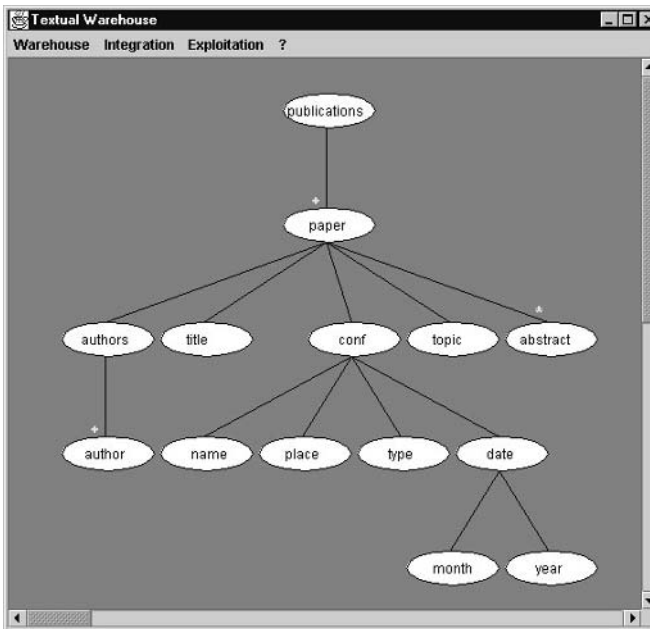 Textual Warehouse
Warehouse Integration Exploitation ?
publications
+
paper
*
authors title conf topic abstract
+
author name place type date
month year